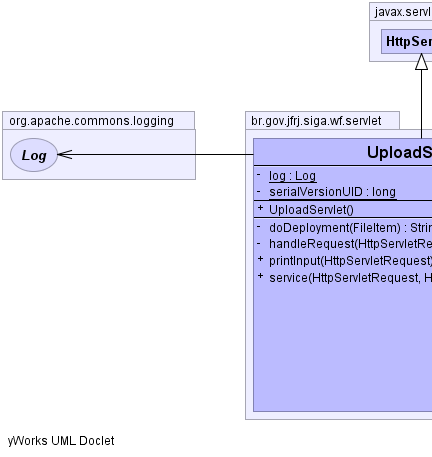 javax.servl
HttpSer
org.apache.commons.logging
Log
br.gov.jfrj.siga.wf.servlet
UploadS
- log : Log
- serialVersionUID : long
+ UploadServlet()
- doDeployment(FileItem) : Strin
- handleRequest(HttpServletRe
+ printInput(HttpServletRequest)
+ service(HttpServletRequest, H
yWorks UML Doclet